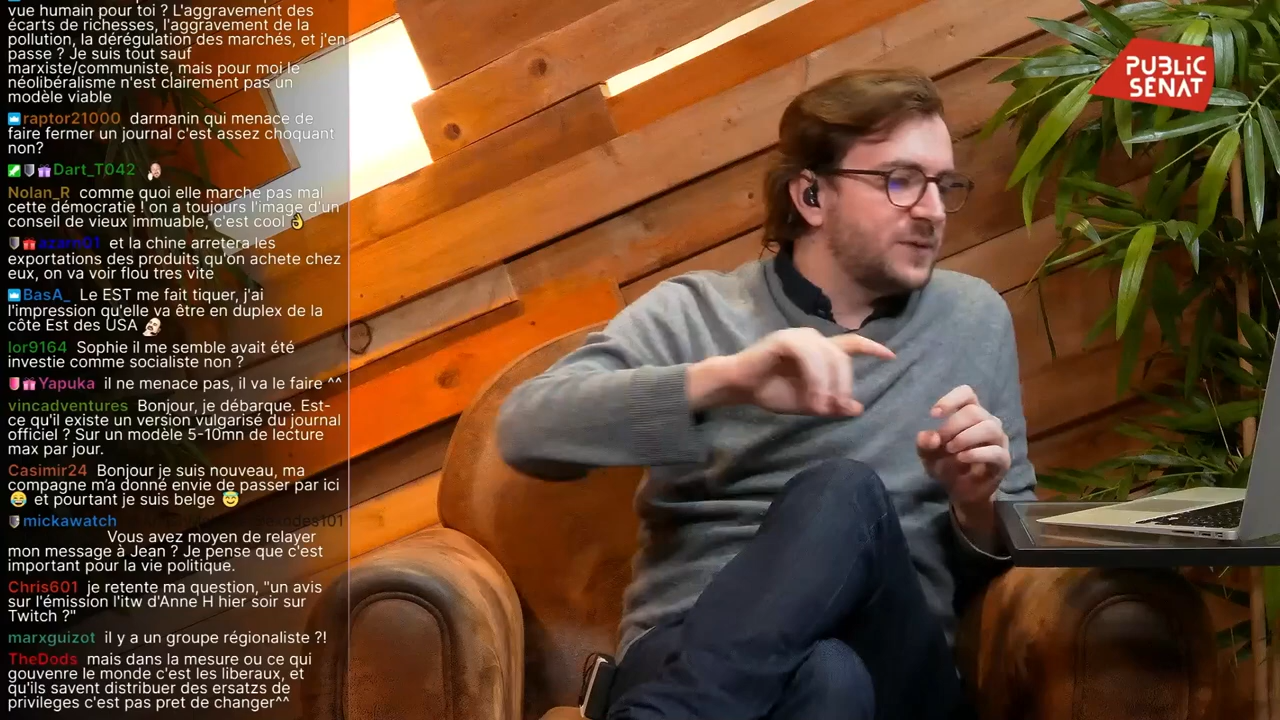 vue humain pour toi ? L'aggravement des
écarts de richesses, l'aggravement de la
pollution, la dérégulation des marchés, et j'en
passe ? Je suis tout sauf
marxiste/communiste, mais pour moi le
néolibéralisme n'est clairement pas un
modèle viable
raptor21000 darmanin qui menace de
faire fermer un journal c'est assez choquant
non?
Dart_T042
Nolan_R comme quoi elle marche pas mal
cette démocratie ! on a toujours l'image d'un
conseil de vieux immuable, c'est cool 👌
azarn01 et la chine arretera les
exportations des produits qu'on achete chez
eux, on va voir flou tres vite
BasA_ Le EST me fait tiquer, j'ai
l'impression qu'elle va être en duplex de la
côte Est des USA
lor9164 Sophie il me semble avait été
investie comme socialiste non ?
Yapuka il ne menace pas, il va le faire ^^
vincadventures Bonjour, je débarque. Est-
ce qu'il existe un version vulgarisé du journal
officiel ? Sur un modèle 5-10mn de lecture
max par jour.
Casimir24 Bonjour je suis nouveau, ma
compagne m'a donné envie de passer par ici
😂 et pourtant je suis belge 😇
mickawatch
Vous avez moyen de relayer
mon message à Jean ? Je pense que c'est
important pour la vie politique.
Chris601 je retente ma question, "un avis
sur l'émission l'itw d'Anne H hier soir sur
Twitch ?"
marxguizot il y a un groupe régionaliste ?!
TheDods mais dans la mesure ou ce qui
gouvenre le monde c'est les liberaux, et
qu'ils savent distribuer des ersatzs de
privileges c'est pas pret de changer^^
PUBLIC
SÉNAT